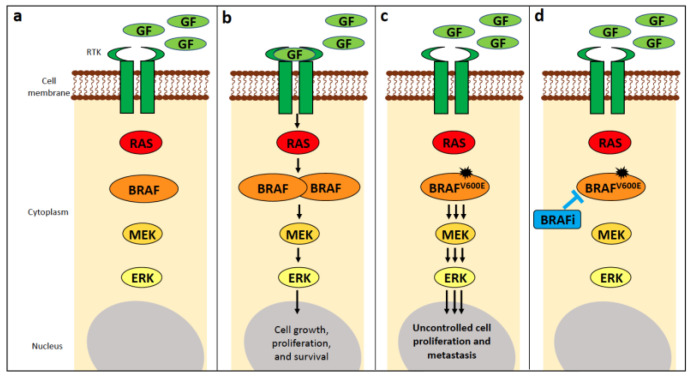 a
GF
GF
GF
RTK
Cell
membrane
RAS
BRAF
Cytoplasm
MEK
ERK
Nucleus
b
GF
GF
GF
RAS
BRAF BRAF
MEK
ERK
Cell growth,
proliferation,
and survival
c
GF
GF
GF
RAS
BRAFV600E
MEK
ERK
Uncontrolled cell
proliferation and
metastasis
d
GF
GF
GF
RAS
BRAFV600E
BRAFi
MEK
ERK